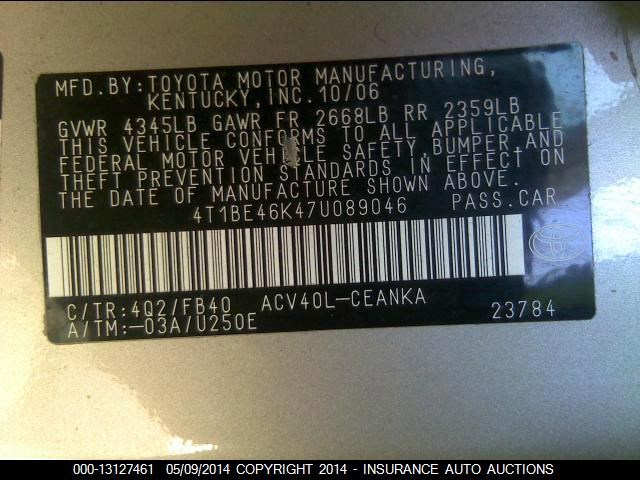 MFD. BY: TOYOTA MOTOR MANUFACTURING,
KENTUCKY, INC. 10/06
GVWR 4345LB GAWR FR 2668LB RR 2359LB
THIS VEHICLE CONFORMS TO ALL APPLICABLE
FEDERAL MOTOR VEHICLE SAFETY, BUMPER, AND
THEFT PREVENTION STANDARDS IN EFFECT ON
THE DATE OF MANUFACTURE SHOWN ABOVE.
4T1BE46K47U089046 PASS. CAR
C/TR: 4Q2/FB40 ACV40L-CEANKA
A/TM: -03A/U250E 23784
000-13127461 05/09/2014 COPYRIGHT 2014 - INSURANCE AUTO AUCTIONS